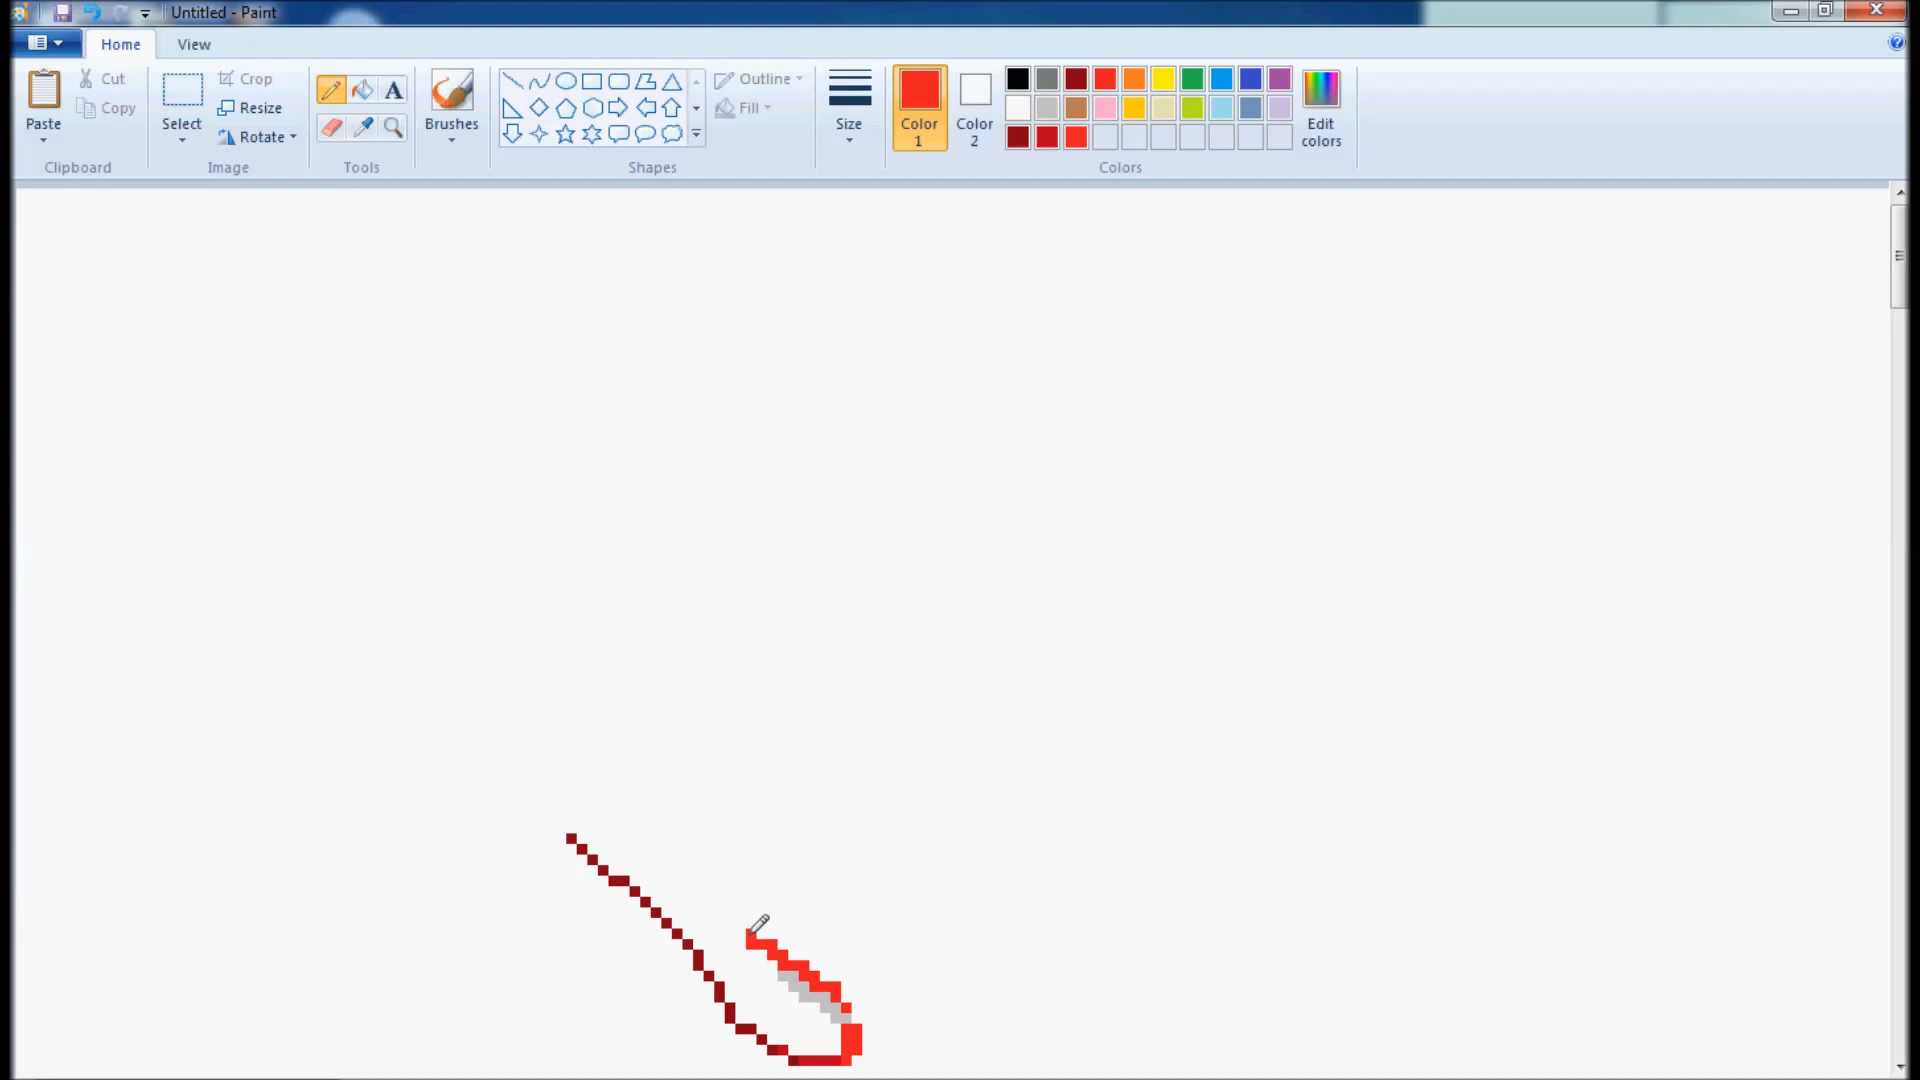 Untitled - Paint
Home View
Paste
Cut
Copy
Clipboard
Select
Crop
Resize
Rotate
Image
A
Tools
Brushes
Outline
Fill
Shapes
Size
Color 1
Color 2
Edit colors
Colors